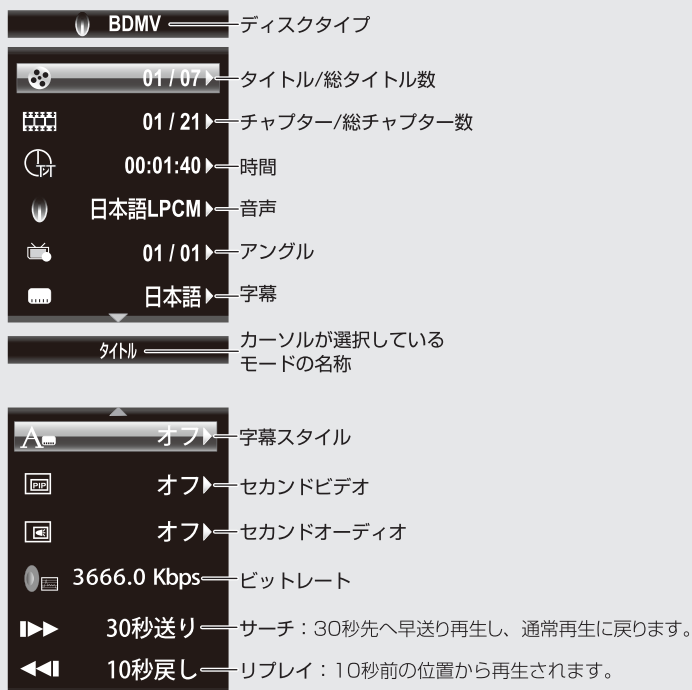 BDMV ディスクタイプ
01 / 07 タイトル/総タイトル数
01 / 21 チャプター/総チャプター数
00:01:40 時間
日本語LPCM 音声
01 / 01 アングル
日本語 字幕
タイトル カーソルが選択している
モードの名称
A オフ 字幕スタイル
PIP オフ セカンドビデオ
オフ セカンドオーディオ
3666.0 Kbps ビットレート
30秒送り サーチ：30秒先へ早送り再生し、通常再生に戻ります。
10秒戻し リプレイ：10秒前の位置から再生されます。